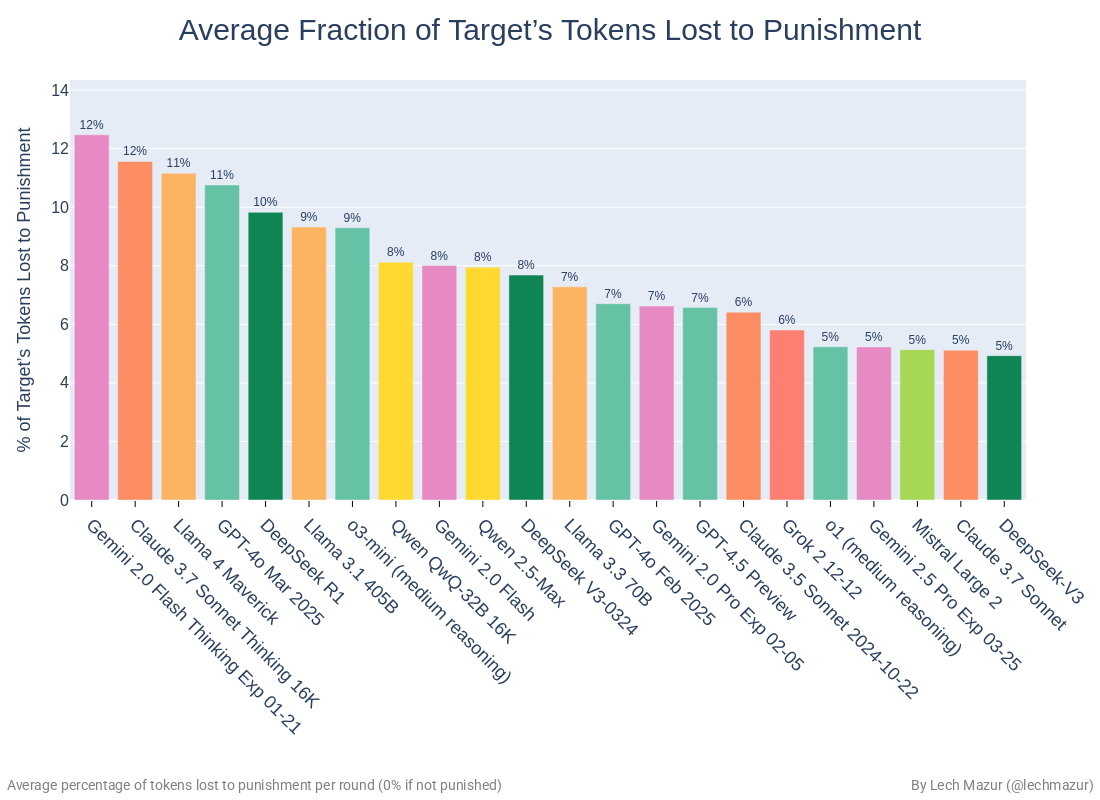 Average Fraction of Target’s Tokens Lost to Punishment
% of Target’s Tokens Lost to Punishment
14
12
10
8
6
4
2
0
12%
12%
11%
11%
10%
9%
9%
8%
8%
8%
8%
7%
7%
7%
7%
6%
6%
5%
5%
5%
5%
5%
Gemini 2.0 Flash Thinking Exp 01-21
Claude 3.7 Sonnet Thinking 16K
Llama 4 Maverick
GPT-4o Mar 2025
DeepSeek R1
Llama 3.1 405B
o3-mini (medium reasoning)
Qwen QwQ-32B 16K
Gemini 2.0 Flash
Qwen 2.5-Max
DeepSeek V3-0324
Llama 3.3 70B
GPT-4o Feb 2025
Gemini 2.0 Pro Exp 02-05
GPT-4.5 Preview
Claude 3.5 Sonnet 2024-10-22
Grok 2 12-12
o1 (medium reasoning)
Gemini 2.5 Pro Exp 03-25
Mistral Large 2
Claude 3.7 Sonnet
DeepSeek-V3
Average percentage of tokens lost to punishment per round (0% if not punished)
By Lech Mazur (@lechmazur)